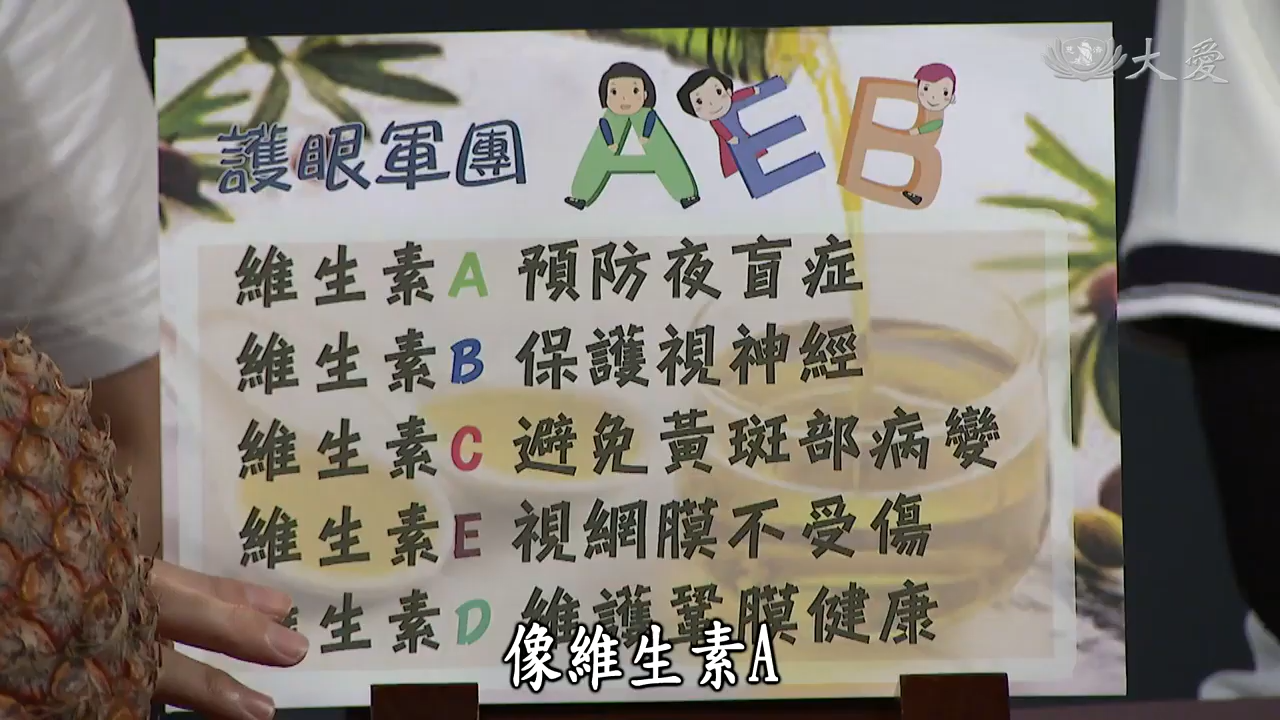 大愛
護眼軍團 AEB
維生素A 預防夜盲症
維生素B 保護視神經
維生素C 避免黃斑部病變
維生素E 視網膜不受傷
生素D 維護鞏膜健康
像維生素A